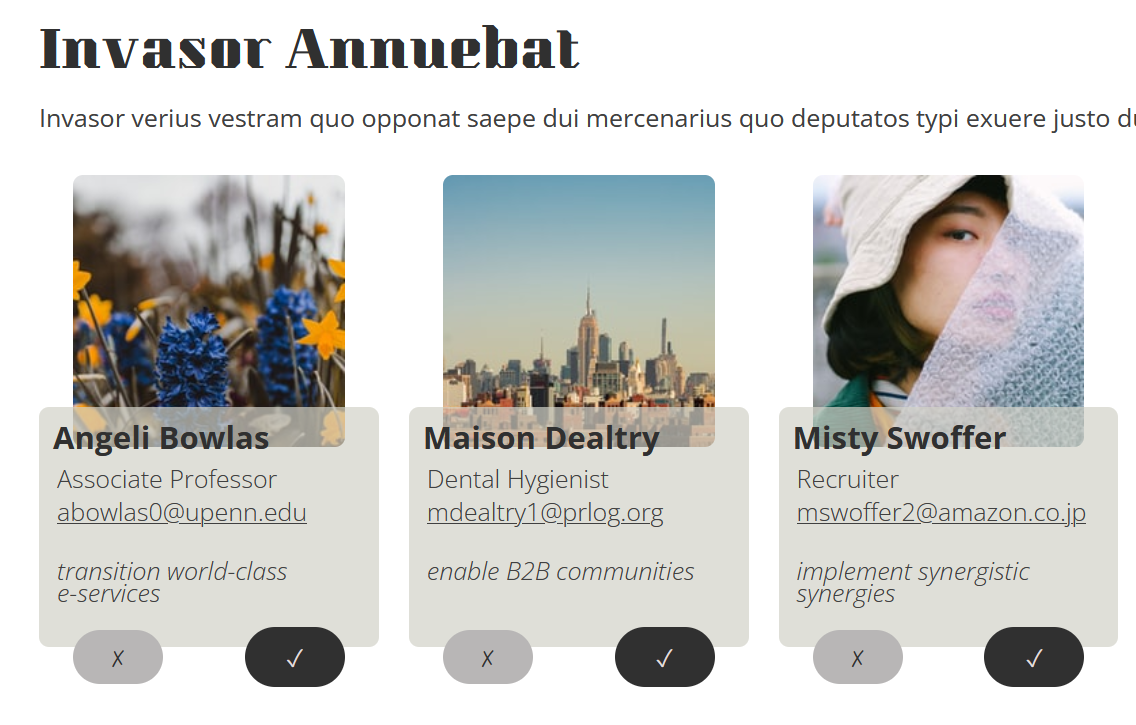 Invasor Annuebat
Invasor verius vestram quo opponat saepe dui mercenarius quo deputatos typi exuere justo
Angeli Bowlas
Associate Professor
abowlas0@upenn.edu
transition world-class
e-services
✗
✓
Maison Dealtry
Dental Hygienist
mdealtry1@prlog.org
enable B2B communities
✗
✓
Misty Swoffer
Recruiter
mswoffer2@amazon.co.jp
implement synergistic
synergies
✗
✓